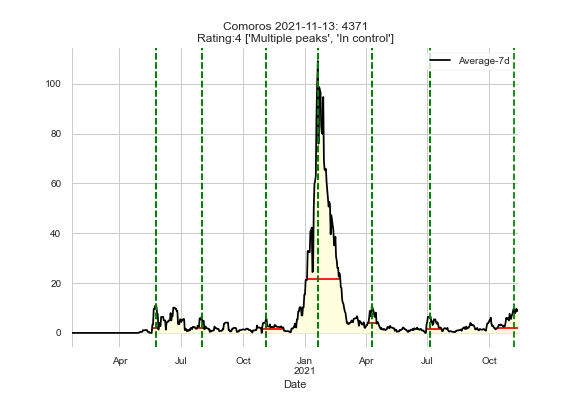 Comoros 2021-11-13: 4371
Rating:4 ['Multiple peaks', 'In control']
Average-7d
100
80
60
40
20
0
Apr Jul Oct Jan Apr Jul Oct
2021
Date